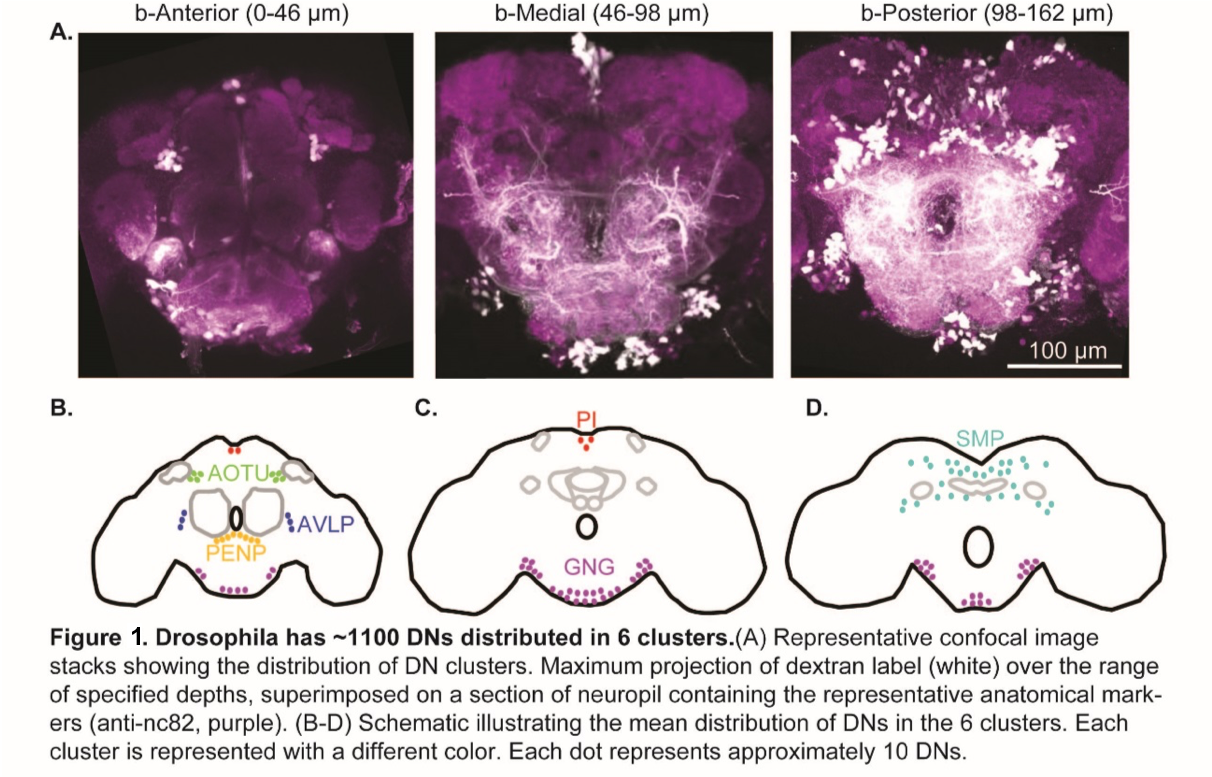 b-Anterior (0-46 µm)
b-Medial (46-98 µm)
b-Posterior (98-162 µm)
A.
100 µm
B.
AOTU
AVLP
PENP
C.
PI
GNG
D.
SMP
Figure 1. Drosophila has ~1100 DNs distributed in 6 clusters.(A) Representative confocal image
stacks showing the distribution of DN clusters. Maximum projection of dextran label (white) over the range
of specified depths, superimposed on a section of neuropil containing the representative anatomical mark-
ers (anti-nc82, purple). (B-D) Schematic illustrating the mean distribution of DNs in the 6 clusters. Each
cluster is represented with a different color. Each dot represents approximately 10 DNs.